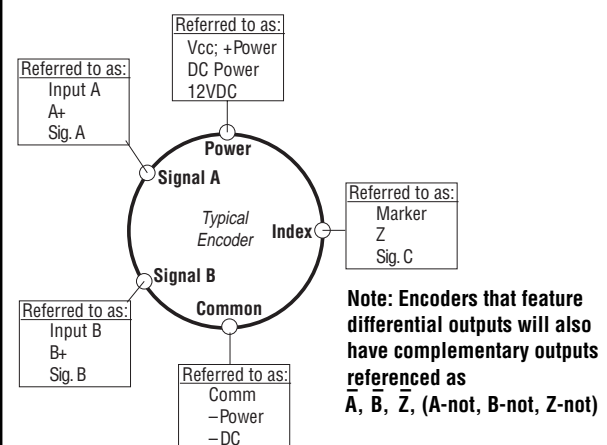 Referred to as:
Vcc; +Power
DC Power
12VDC
Referred to as:
Input A
A+
Sig. A
Power
Signal A
Typical
Encoder
Index
Referred to as:
Marker
Z
Sig. C
Signal B
Common
Referred to as:
Input B
B+
Sig. B
Referred to as:
Comm
–Power
–DC
Note: Encoders that feature
differential outputs will also
have complementary outputs
referenced as
A̅, B̅, Z̅, (A-not, B-not, Z-not)